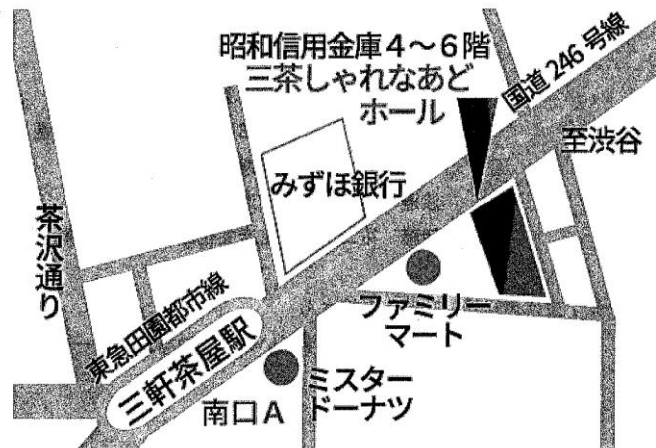 昭和信用金庫4～6階
三茶しゃれなあど
ホール
国道246号線
至渋谷
みずほ銀行
茶沢通り
東急田園都市線
三軒茶屋駅
ファミリー
マート
ミスター
ドーナツ
南口A